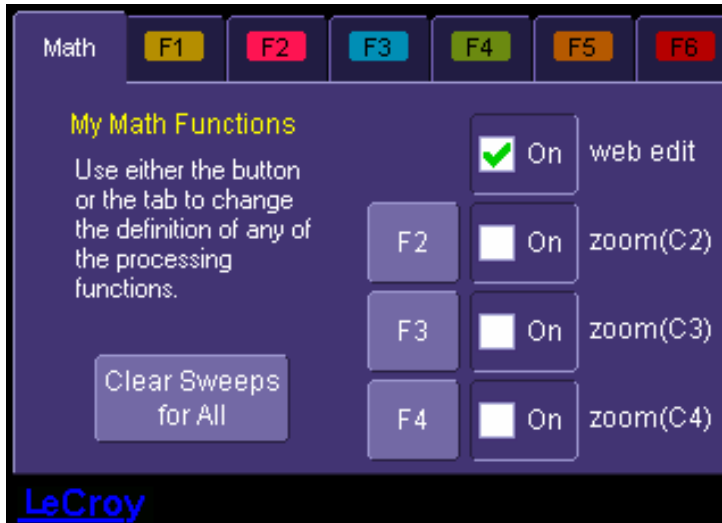 Math F1 F2 F3 F4 F5 F6
My Math Functions
Use either the button
or the tab to change
the definition of any of
the processing
functions.
Clear Sweeps
for All
On web edit
F2 On zoom(C2)
F3 On zoom(C3)
F4 On zoom(C4)
LeCroy